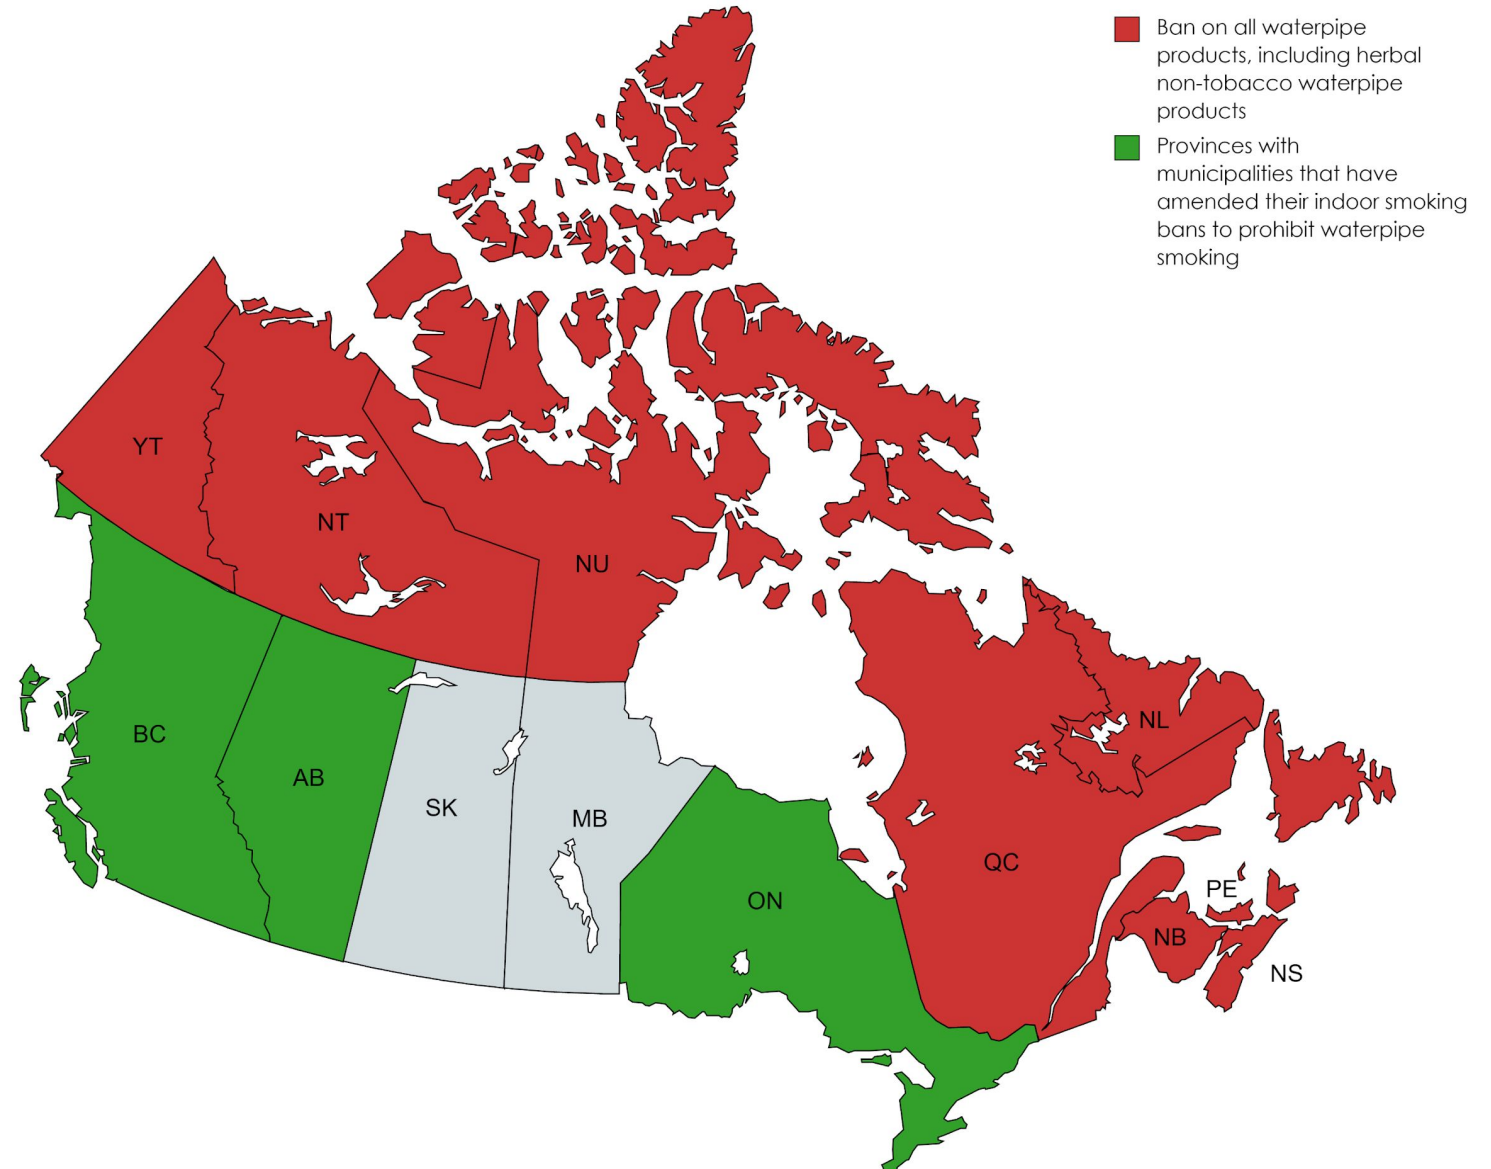 Ban on all waterpipe
products, including herbal
non-tobacco waterpipe
products
Provinces with
municipalities that have
amended their indoor smoking
bans to prohibit waterpipe
smoking
YT
NT
NU
BC
AB
SK
MB
ON
QC
NL
PE
NB
NS